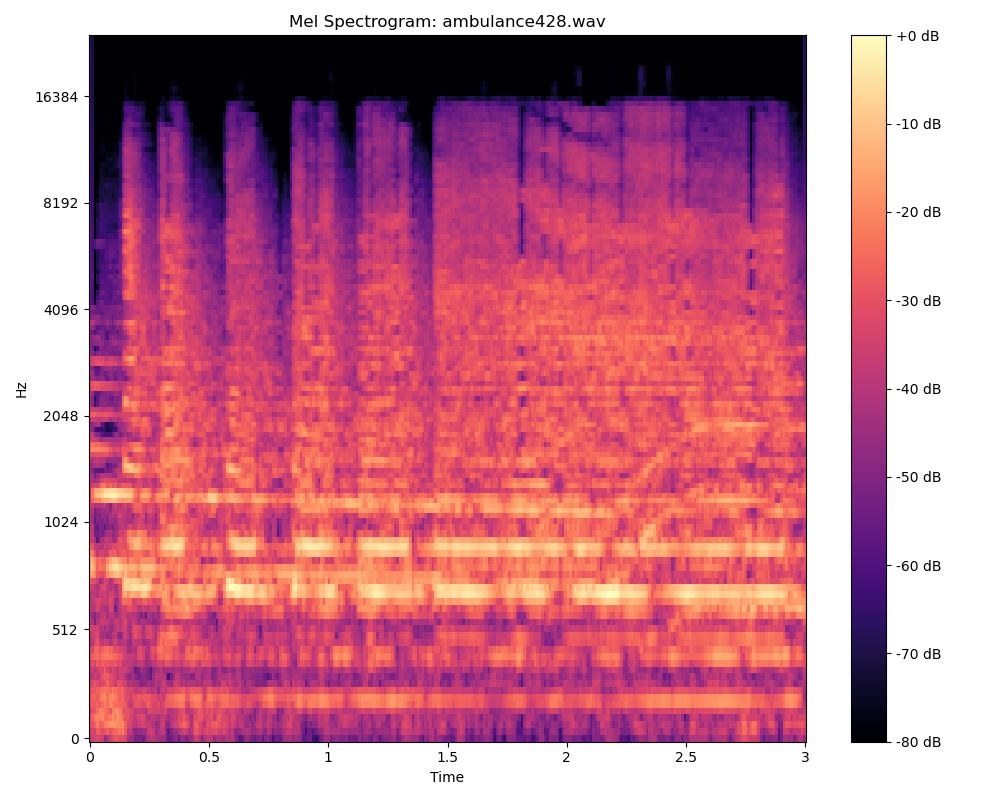 Mel Spectrogram: ambulance428.wav
+0 dB
16384
-10 dB
8192
-20 dB
4096
-30 dB
Hz
2048
-40 dB
1024
-50 dB
512
-60 dB
-70 dB
0
-80 dB
0 0.5 1 1.5 2 2.5 3
Time